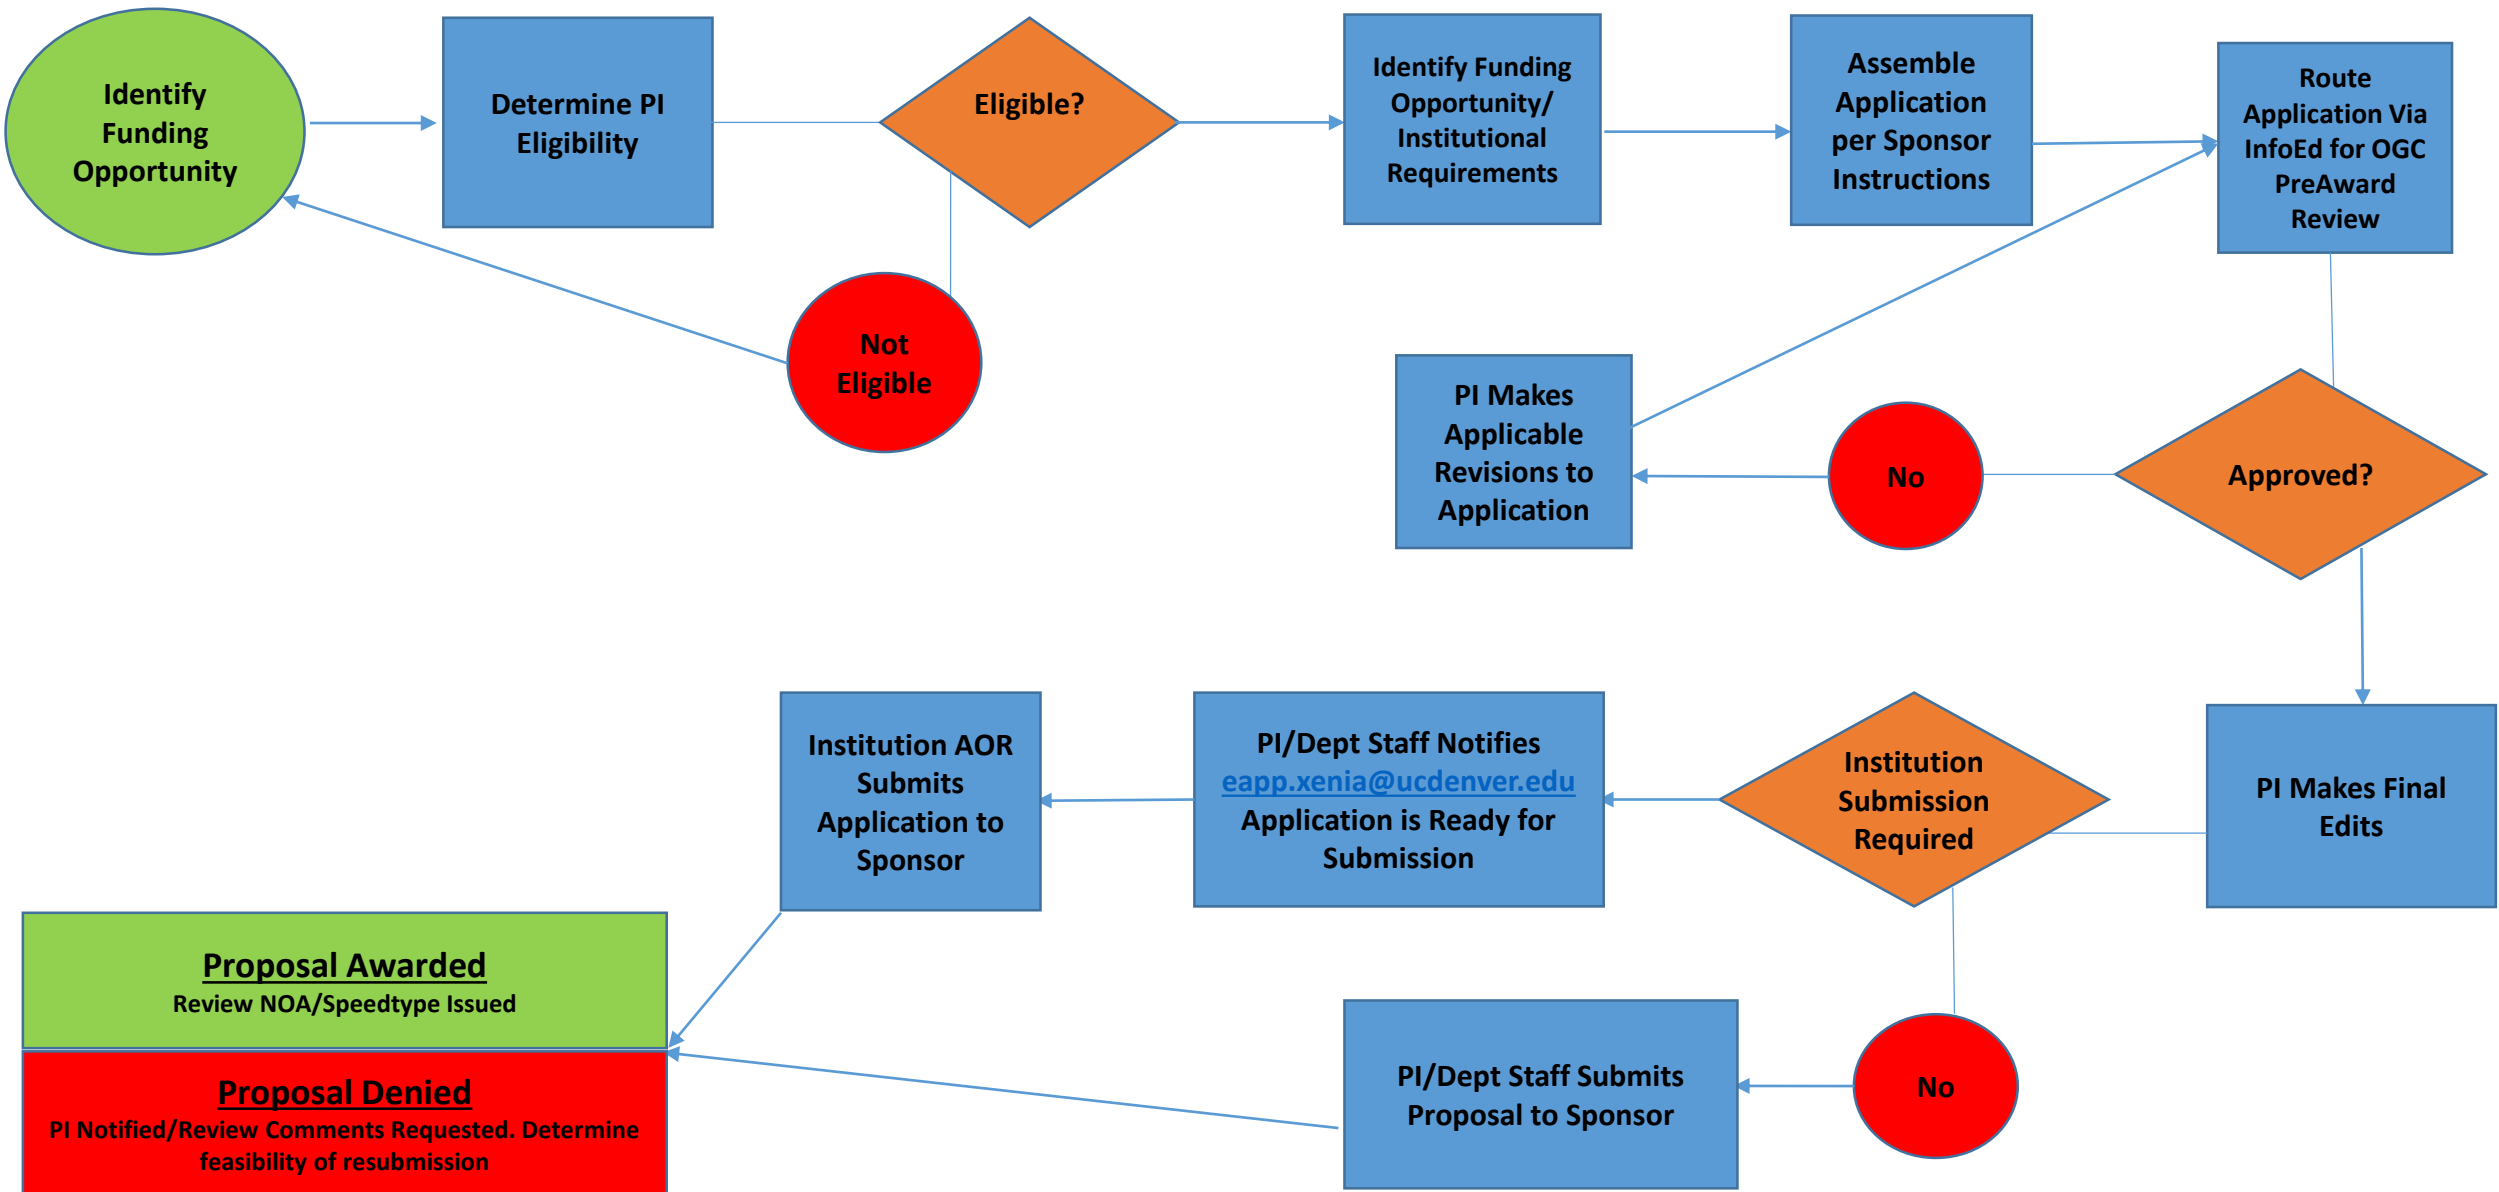 Identify
Funding
Opportunity
Determine PI
Eligibility
Eligible?
Identify Funding
Opportunity/
Institutional
Requirements
Assemble
Application
per Sponsor
Instructions
Route
Application Via
InfoEd for OGC
PreAward
Review
Not
Eligible
PI Makes
Applicable
Revisions to
Application
No
Approved?
Institution AOR
Submits
Application to
Sponsor
PI/Dept Staff Notifies
eapp.xenia@ucdenver.edu
Application is Ready for
Submission
Institution
Submission
Required
PI Makes Final
Edits
Proposal Awarded
Review NOA/Speedtype Issued
Proposal Denied
PI Notified/Review Comments Requested. Determine
feasibility of resubmission
PI/Dept Staff Submits
Proposal to Sponsor
No